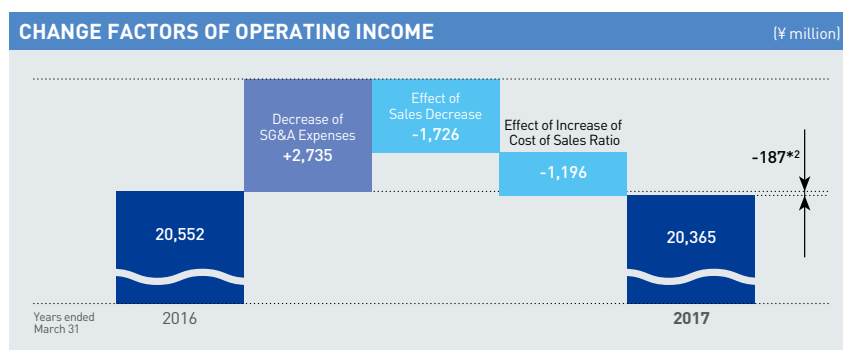 CHANGE FACTORS OF OPERATING INCOME
(¥ million)
Decrease of
SG&A Expenses
+2,735
Effect of
Sales Decrease
-1,726
Effect of Increase of
Cost of Sales Ratio
-1,196
-187*2
20,552
20,365
Years ended
March 31
2016
2017